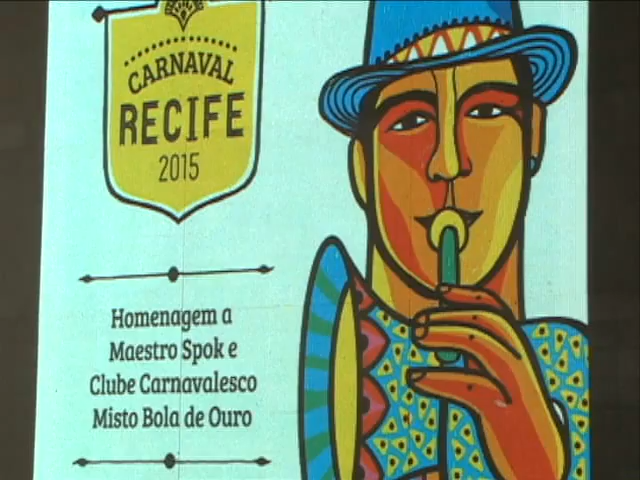 CARNAVAL
RECIFE
2015
Homenagem a
Maestro Spok e
Clube Carnavalesco
Misto Bola de Ouro